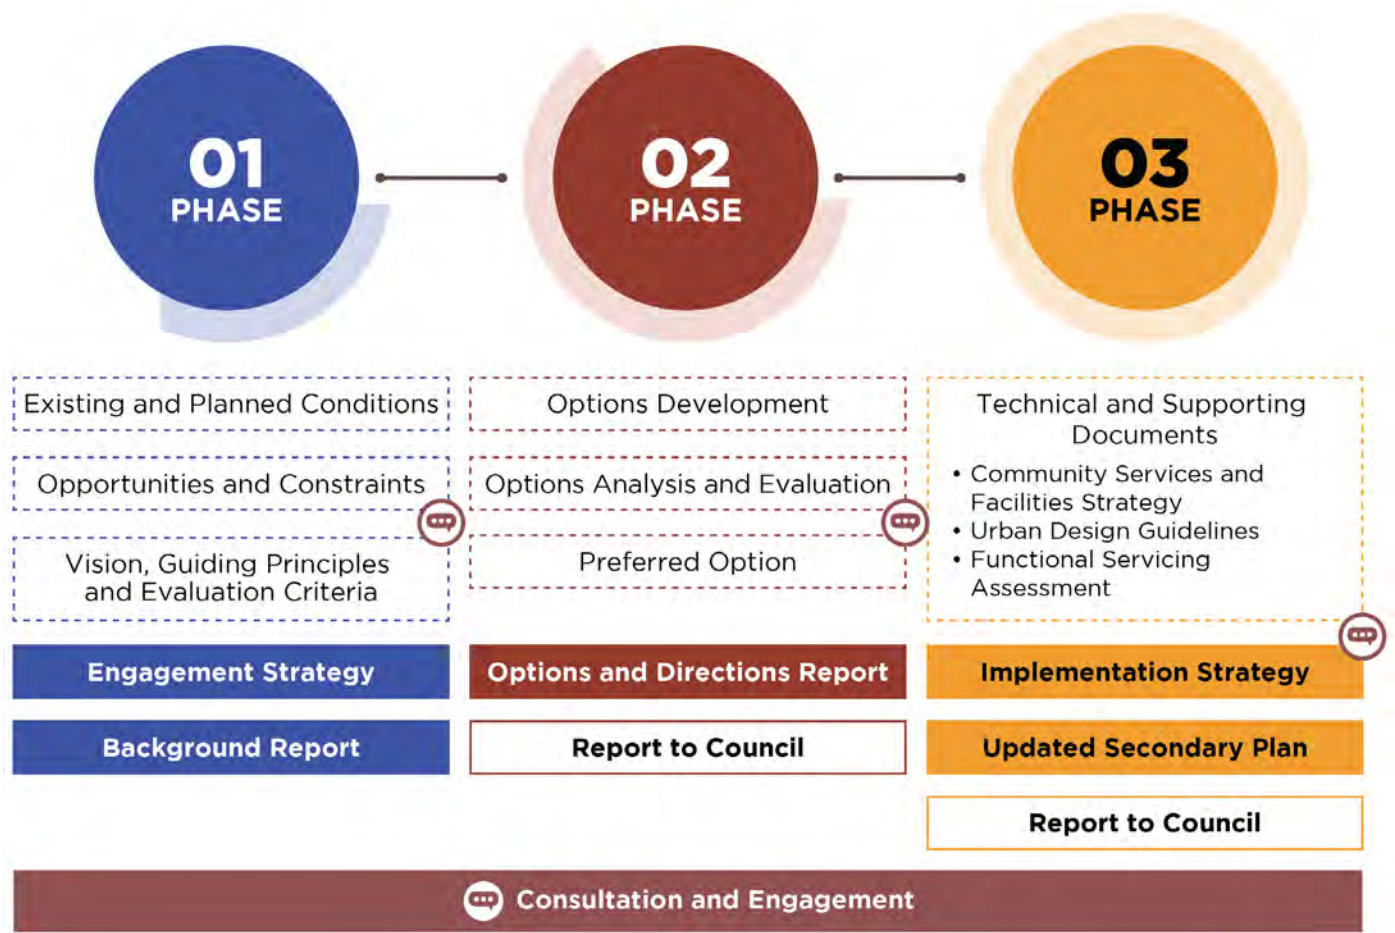 01
PHASE
02
PHASE
03
PHASE
Existing and Planned Conditions
Opportunities and Constraints
Vision, Guiding Principles
and Evaluation Criteria
Engagement Strategy
Background Report
Options Development
Options Analysis and Evaluation
Preferred Option
Options and Directions Report
Report to Council
Technical and Supporting
Documents
• Community Services and
Facilities Strategy
• Urban Design Guidelines
• Functional Servicing
Assessment
Implementation Strategy
Updated Secondary Plan
Report to Council
Consultation and Engagement